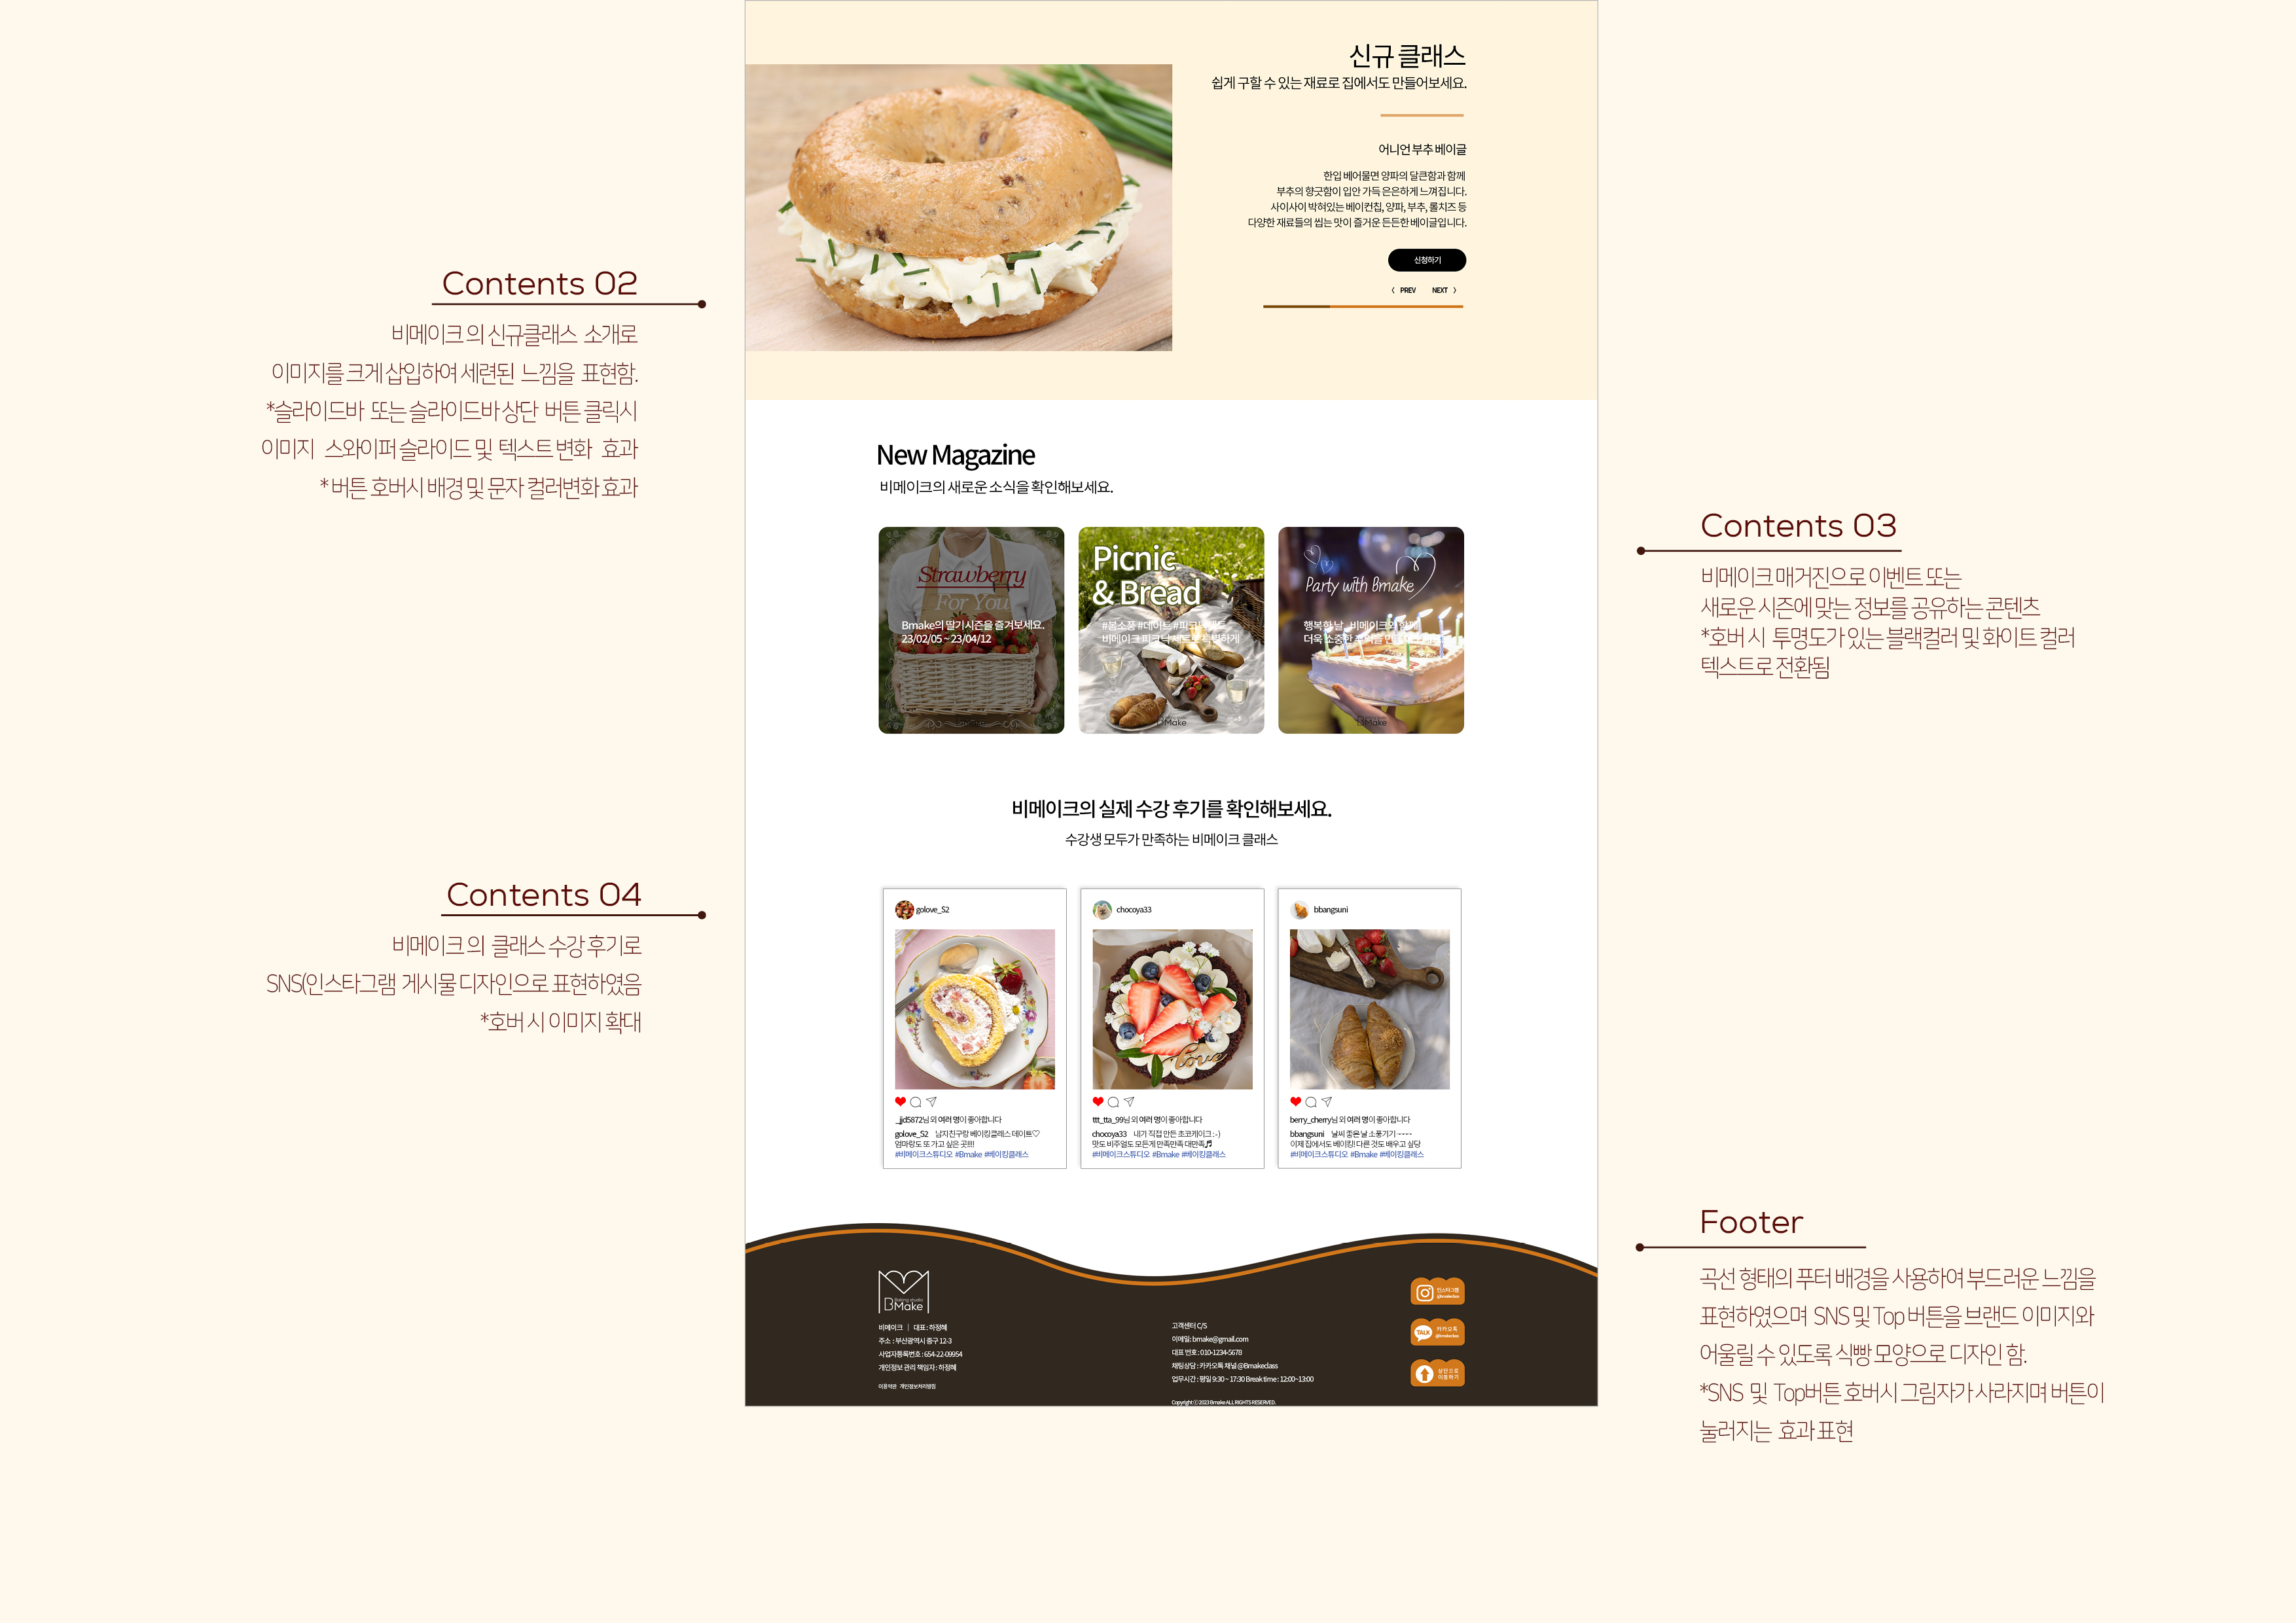 신규 클래스
쉽게 구할 수 있는 재료로 집에서도 만들어보세요.
어니언 부추 베이글
한입 베어물면 양파의 달큰함과 함께
부추의 향긋함이 입안 가득 은은하게 느껴집니다.
사이사이 박혀있는 베이컨칩, 양파, 부추, 롤치즈 등
다양한 재료들의 씹는 맛이 즐거운 든든한 베이글입니다.
신청하기
〈 PREV NEXT 〉
Contents 02
비메이크 의 신규클래스 소개로
이미지를 크게 삽입하여 세련된 느낌을 표현함.
*슬라이드바 또는 슬라이드바 상단 버튼 클릭시
이미지 스와이퍼 슬라이드 및 텍스트 변화 효과
* 버튼 호버시 배경 및 문자 컬러변화 효과
New Magazine
비메이크의 새로운 소식을 확인해보세요.
Strawberry
For You
Bmake의 딸기시즌을 즐겨보세요.
23/02/05 ~ 23/04/12
Picnic
& Bread
#봄소풍 #데이트
비메이크 피크닉
BMake
Party with Bmake
행복한 날, 비메이크와 함께
더욱 소중한
BMake
Contents 03
비메이크 매거진으로 이벤트 또는
새로운 시즌에 맞는 정보를 공유하는 콘텐츠
*호버 시 투명도가 있는 블랙컬러 및 화이트 컬러
텍스트로 전환됨
비메이크의 실제 수강 후기를 확인해보세요.
수강생 모두가 만족하는 비메이크 클래스
Contents 04
비메이크 의 클래스 수강 후기로
SNS(인스타그램 게시물 디자인으로 표현하였음
*호버 시 이미지 확대
golove_S2
_jjd5872님 외 여러 명이 좋아합니다
golove_S2 남자친구랑 베이킹클래스 데이트♡
엄마랑도 또 가고 싶은 곳!!!!
#비메이크스튜디오 #Bmake #베이킹클래스
chocoya33
love
ttt_tta_99님 외 여러 명이 좋아합니다
chocoya33 내가 직접 만든 초코케이크 : - )
맛도 비주얼도 모든게 만족만족 대만족♬
#비메이크스튜디오 #Bmake #베이킹클래스
bbangsuni
berry_cherry님 외 여러 명이 좋아합니다
bbangsuni 날씨 좋은 날 소풍가기 ~~~~
이제 집에서도 베이킹! 다른 것도 배우고 싶당
#비메이크스튜디오 #Bmake #베이킹클래스
Footer
곡선 형태의 푸터 배경을 사용하여 부드러운 느낌을
표현하였으며 SNS 및 Top 버튼을 브랜드 이미지와
어울릴 수 있도록 식빵 모양으로 디자인 함.
*SNS 및 Top버튼 호버시 그림자가 사라지며 버튼이
눌러지는 효과 표현
Baking studio
BMake
비메이크 | 대표 : 하정혜
주소 : 부산광역시 중구 12-3
사업자등록번호 : 654-22-09954
개인정보 관리 책임자 : 하정혜
이용약관 개인정보처리방침
고객센터 C/S
이메일: bmake@gmail.com
대표 번호 : 010-1234-5678
채팅상담 : 카카오톡 채널 @Bmakeclass
업무시간 : 평일 9:30 ~ 17:30 Break time : 12:00~13:00
Copyright ⓒ 2023 Bmake ALL RIGHTS RESERVED.
인스타그램
@bmakeclass
TALK
카카오톡
@bmakeclass
상단으로
이동하기